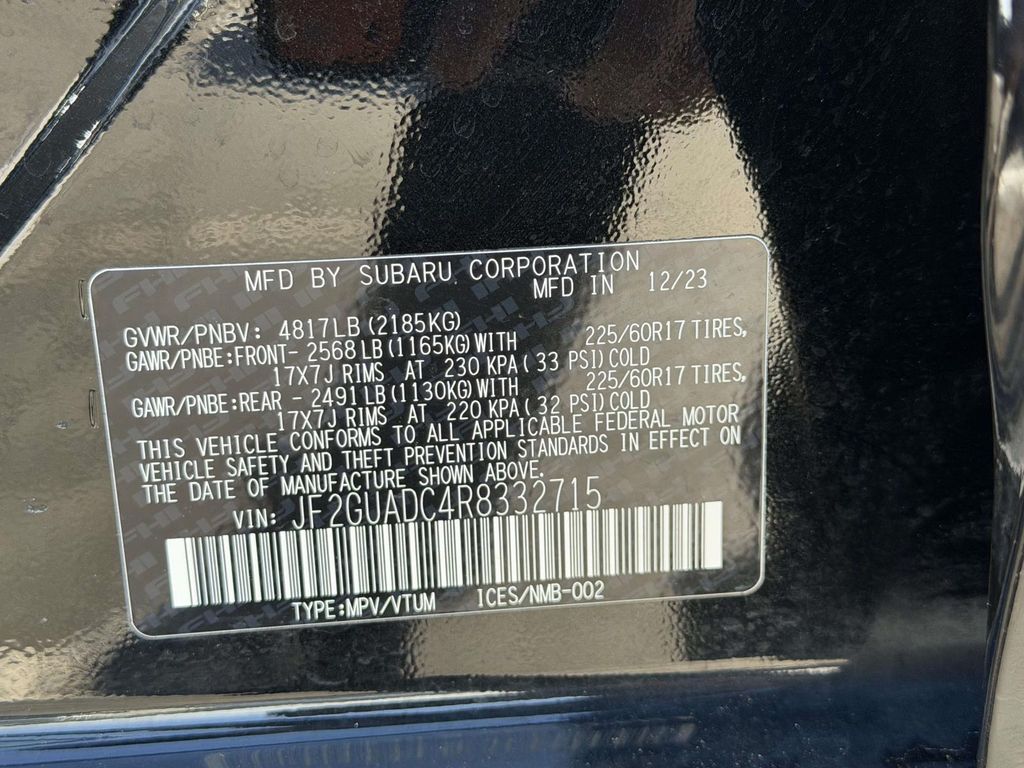 MFD BY SUBARU CORPORATION
MFD IN 12/23
GVWR/PNBV: 4817LB (2185KG)
GAWR/PNBE:FRONT- 2568 LB (1165KG) WITH 225/60R17 TIRES,
17X7J RIMS AT 230 KPA (33 PSI) COLD
GAWR/PNBE:REAR - 2491 LB (1130KG) WITH 225/60R17 TIRES,
17X7J RIMS AT 220 KPA (32 PSI) COLD
THIS VEHICLE CONFORMS TO ALL APPLICABLE FEDERAL MOTOR
VEHICLE SAFETY AND THEFT PREVENTION STANDARDS IN EFFECT ON
THE DATE OF MANUFACTURE SHOWN ABOVE.
VIN: JF2GUADC4R8332715
TYPE:MPV/VTUM ICES/NMB-002